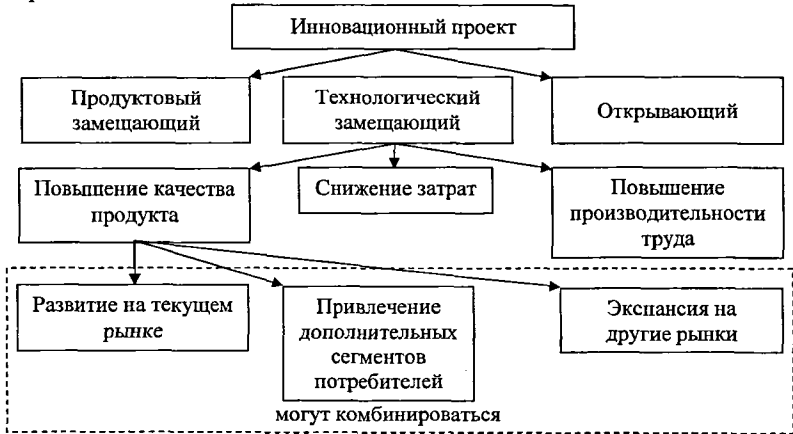 Инновационный проект
Продуктовый
замещающий
Технологический
замещающий
Открывающий
Повышение качества
продукта
Снижение затрат
Повышение
производительности
труда
Развитие на текущем
рынке
Привлечение
дополнительных
сегментов
потребителей
Экспансия на
другие рынки
могут комбинироваться